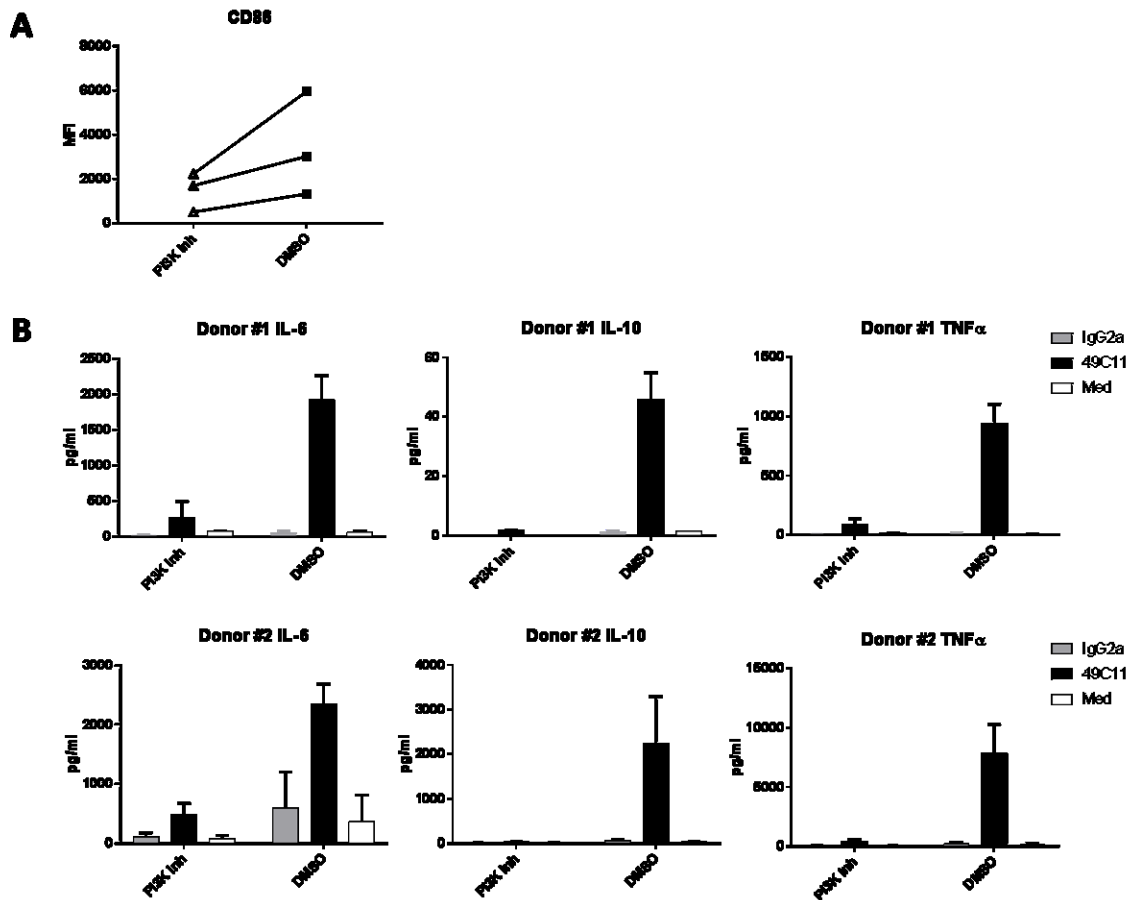 A
CD86
8000
6000
4000
2000
0
MFI
PI3K Inh
DMSO
B
Donor #1 IL-6
2500
2000
1500
1000
500
0
pg/ml
PI3K Inh
DMSO
Donor #1 IL-10
60
40
20
0
pg/ml
PI3K Inh
DMSO
Donor #1 TNFα
1500
1000
500
0
pg/ml
PI3K Inh
DMSO
IgG2a
49C11
Med
Donor #2 IL-6
3000
2000
1000
0
pg/ml
PI3K Inh
DMSO
Donor #2 IL-10
4000
3000
2000
1000
0
pg/ml
PI3K Inh
DMSO
Donor #2 TNFα
15000
10000
5000
0
pg/ml
PI3K Inh
DMSO
IgG2a
49C11
Med